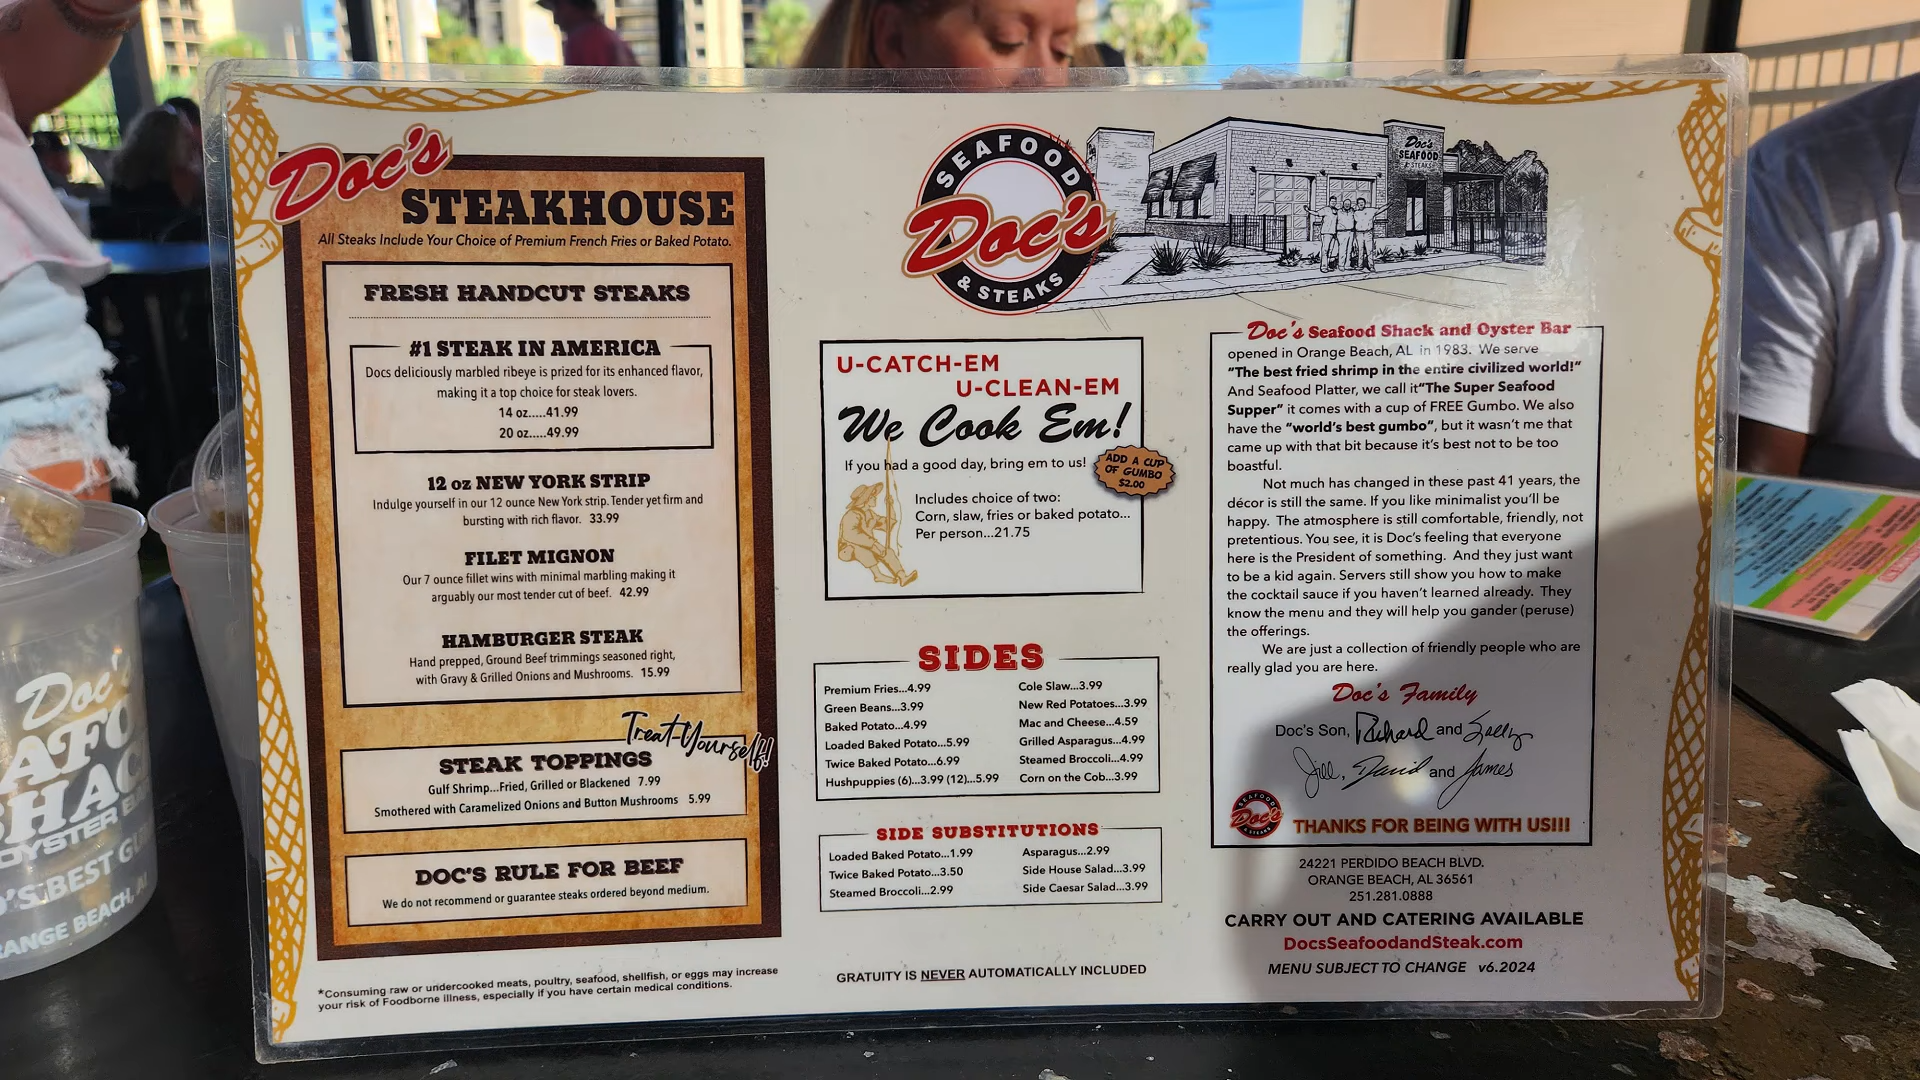 Doc's
STEAKHOUSE
All Steaks Include Your Choice of Premium French Fries or Baked Potato.
FRESH HANDCUT STEAKS
#1 STEAK IN AMERICA
Docs deliciously marbled ribeye is prized for its enhanced flavor,
making it a top choice for steak lovers.
14 oz.....41.99
20 oz.....49.99
12 oz NEW YORK STRIP
Indulge yourself in our 12 ounce New York strip. Tender yet firm and
bursting with rich flavor. 33.99
FILET MIGNON
Our 7 ounce fillet wins with minimal marbling making it
arguably our most tender cut of beef. 42.99
HAMBURGER STEAK
Hand prepped, Ground Beef trimmings seasoned right,
with Gravy & Grilled Onions and Mushrooms. 15.99
Treat Yourself!
STEAK TOPPINGS
Gulf Shrimp...Fried, Grilled or Blackened 7.99
Smothered with Caramelized Onions and Button Mushrooms 5.99
DOC'S RULE FOR BEEF
We do not recommend or guarantee steaks ordered beyond medium.
*Consuming raw or undercooked meats, poultry, seafood, shellfish, or eggs may increase
your risk of Foodborne Illness, especially if you have certain medical conditions.
SEAFOOD
Doc's
& STEAKS
Doc's
SEAFOOD
& STEAKS
U-CATCH-EM
U-CLEAN-EM
We Cook Em!
If you had a good day, bring em to us!
ADD A CUP
OF GUMBO
$2.00
Includes choice of two:
Corn, slaw, fries or baked potato...
Per person...21.75
SIDES
Premium Fries...4.99
Green Beans...3.99
Baked Potato...4.99
Loaded Baked Potato...5.99
Twice Baked Potato...6.99
Hushpuppies (6)...3.99 (12)...5.99
Cole Slaw...3.99
New Red Potatoes...3.99
Mac and Cheese...4.59
Grilled Asparagus...4.99
Steamed Broccoli...4.99
Corn on the Cob...3.99
SIDE SUBSTITUTIONS
Loaded Baked Potato...1.99
Twice Baked Potato...3.50
Steamed Broccoli...2.99
Asparagus...2.99
Side House Salad...3.99
Side Caesar Salad...3.99
GRATUITY IS NEVER AUTOMATICALLY INCLUDED
Doc's Seafood Shack and Oyster Bar
opened in Orange Beach, AL in 1983. We serve
"The best fried shrimp in the entire civilized world!"
And Seafood Platter, we call it"The Super Seafood
Supper" it comes with a cup of FREE Gumbo. We also
have the "world's best gumbo", but it wasn't me that
came up with that bit because it's best not to be too
boastful.
Not much has changed in these past 41 years, the
décor is still the same. If you like minimalist you'll be
happy. The atmosphere is still comfortable, friendly, not
pretentious. You see, it is Doc's feeling that everyone
here is the President of something. And they just want
to be a kid again. Servers still show you how to make
the cocktail sauce if you haven't learned already. They
know the menu and they will help you gander (peruse)
the offerings.
We are just a collection of friendly people who are
really glad you are here.
Doc's Family
Doc's Son, Richard and Sally
Jill, David and James
SEAFOOD
Doc's
& STEAKS
THANKS FOR BEING WITH US!!!
24221 PERDIDO BEACH BLVD.
ORANGE BEACH, AL 36561
251.281.0888
CARRY OUT AND CATERING AVAILABLE
DocsSeafoodandSteak.com
MENU SUBJECT TO CHANGE v6.2024
Doc's
OYSTER
BEST
ORANGE BEACH,